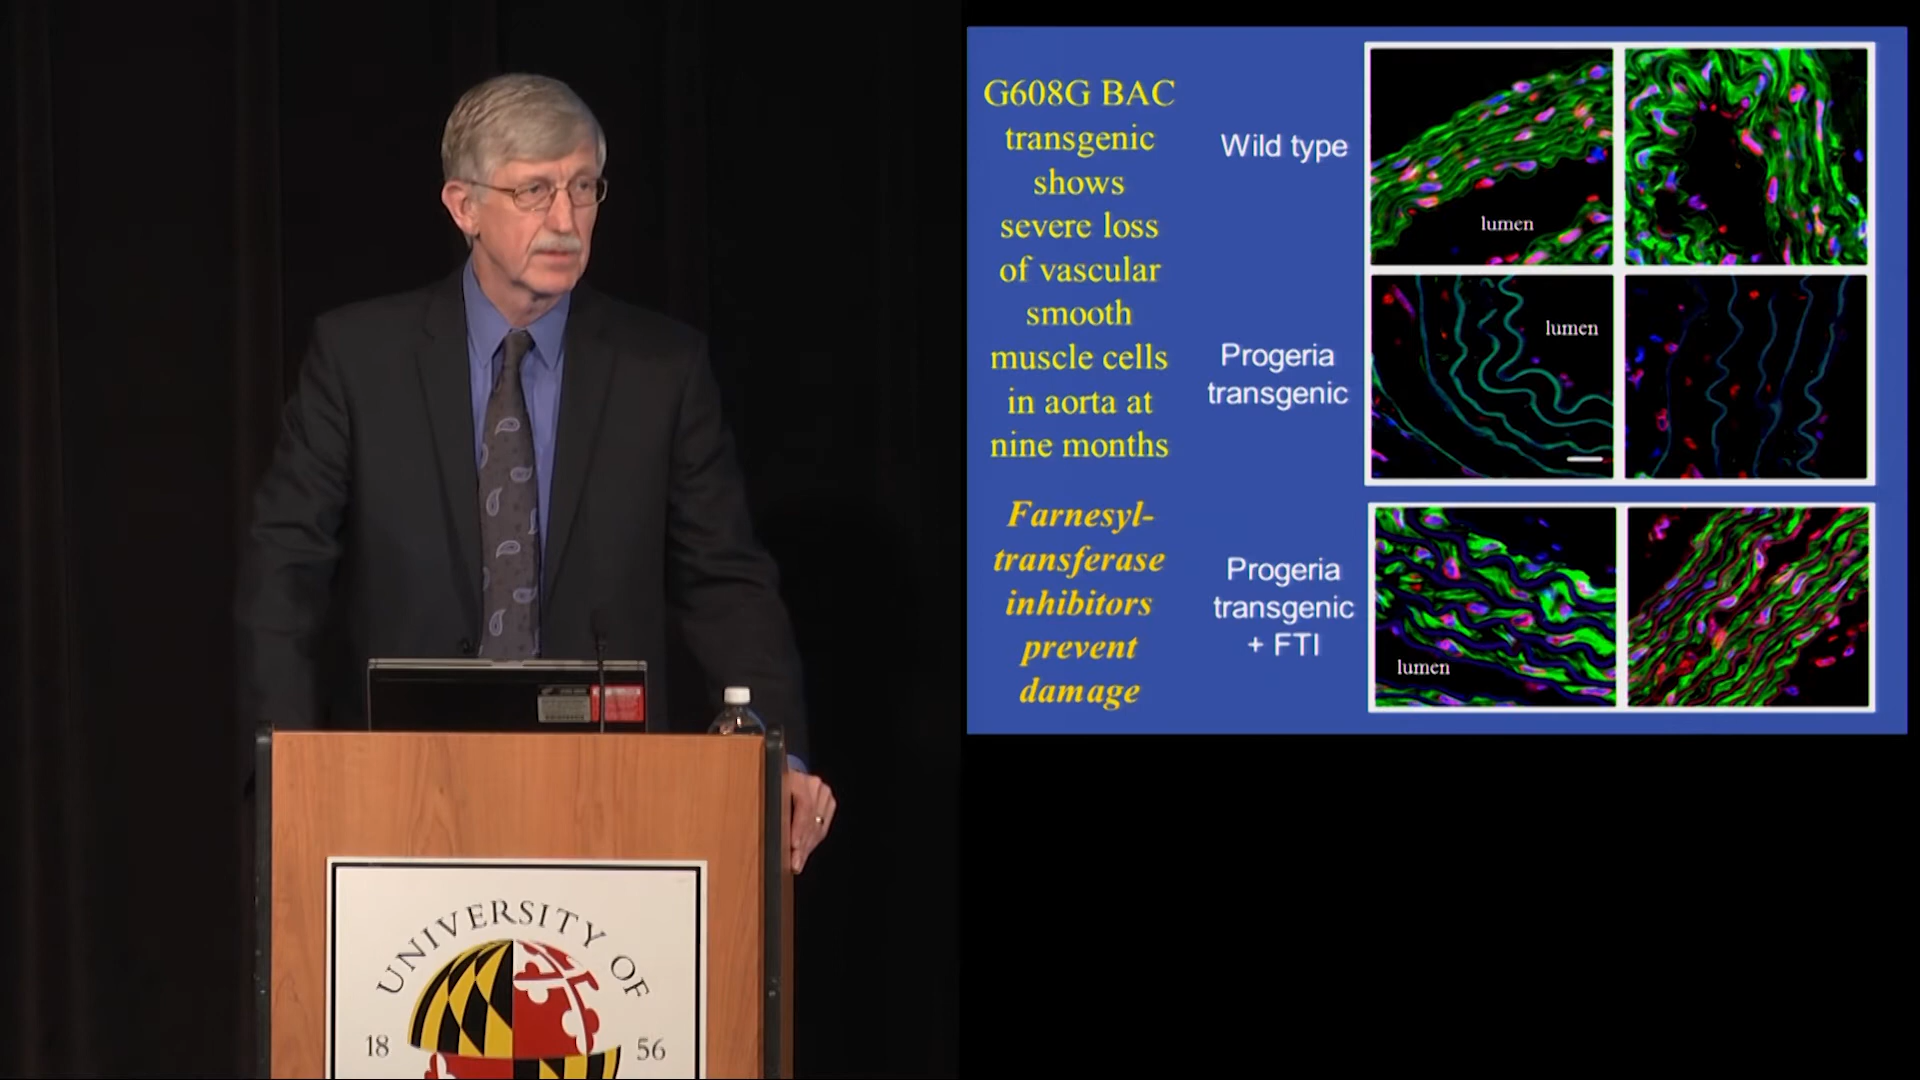 G608G BAC
transgenic
shows
severe loss
of vascular
smooth
muscle cells
in aorta at
nine months
Farnesyl-
transferase
inhibitors
prevent
damage
Wild type
lumen
Progeria
transgenic
lumen
Progeria
transgenic
+ FTI
lumen
UNIVERSITY OF
18 56